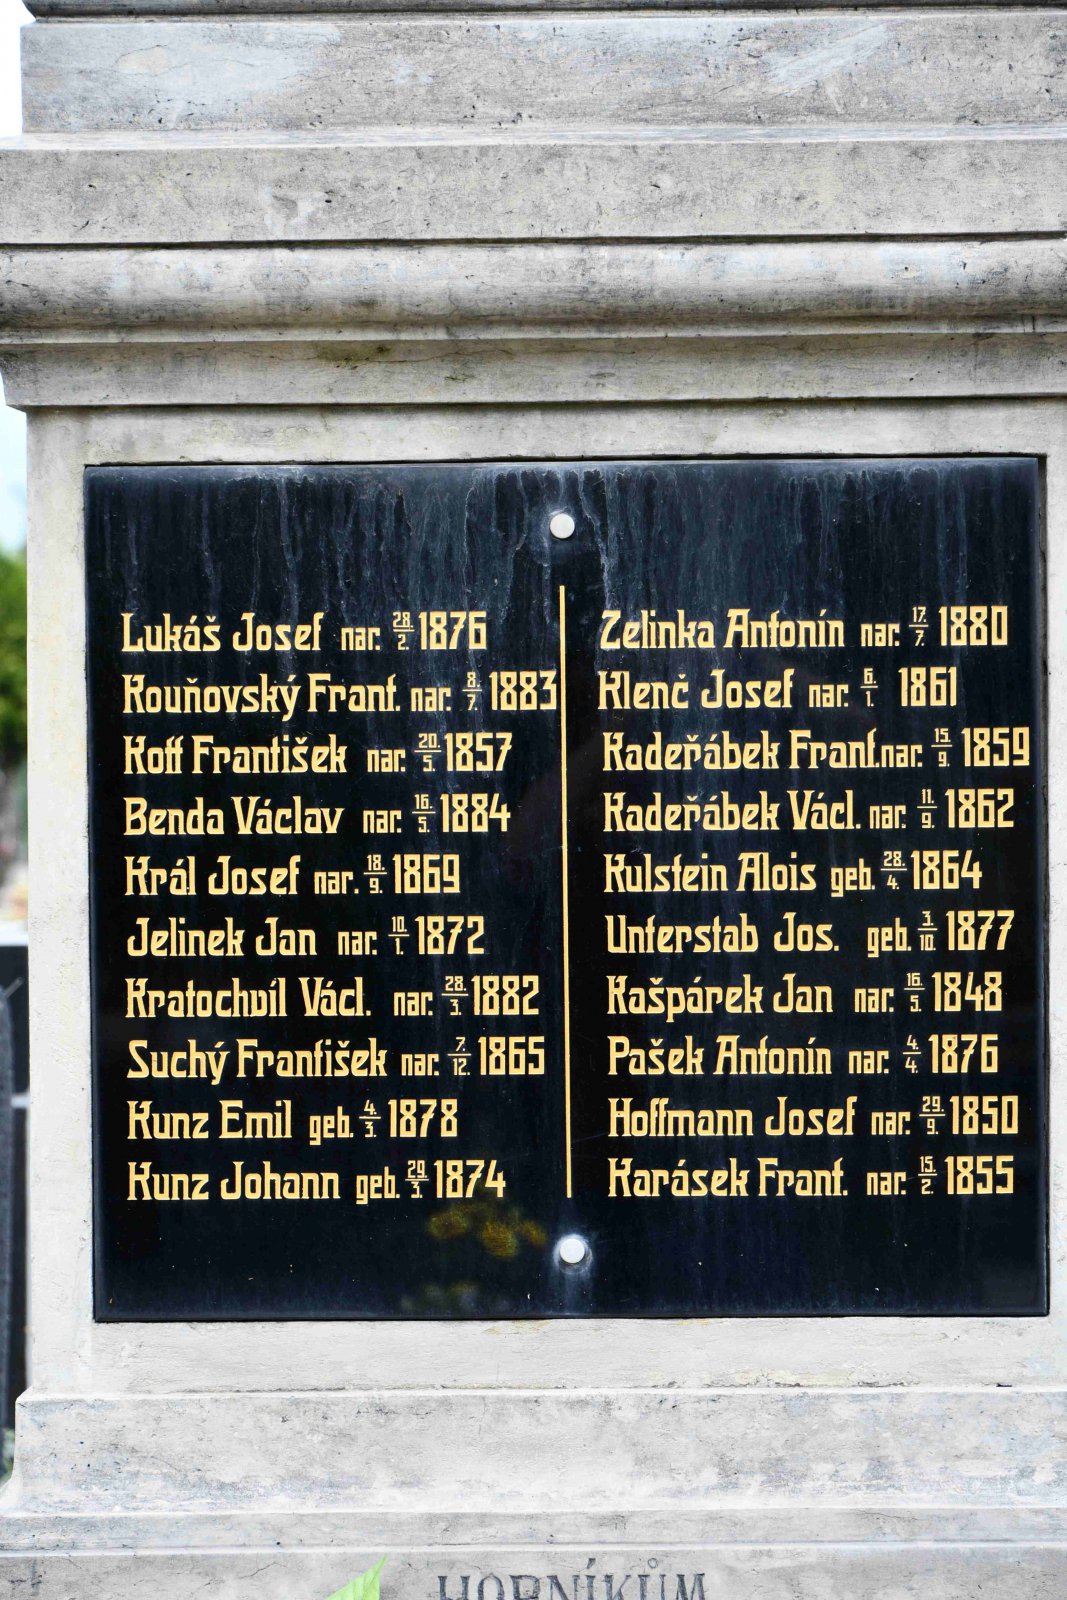 Lukáš Josef nar. 28./2. 1876
Kouňovský Frant. nar. 8./7. 1883
Koff František nar. 20./5. 1857
Benda Václav nar. 16./5. 1884
Král Josef nar. 18./9. 1869
Jelinek Jan nar. 10./1. 1872
Kratochvíl Václ. nar. 28./3. 1882
Suchý František nar. 7./12. 1865
Kunz Emil geb. 4./3. 1878
Kunz Johann geb. 29./3. 1874
Zelinka Antonín nar. 17./7. 1880
Klenč Josef nar. 6./1. 1861
Kadeřábek Frant. nar. 15./9. 1859
Kadeřábek Václ. nar. 11./9. 1862
Kulstein Alois geb. 28./4. 1864
Unterstab Jos. geb. 3./10. 1877
Kašpárek Jan nar. 16./5. 1848
Pašek Antonín nar. 4./4. 1876
Hoffmann Josef nar. 29./9. 1850
Karásek Frant. nar. 15./2. 1855
HORNÍKŮM